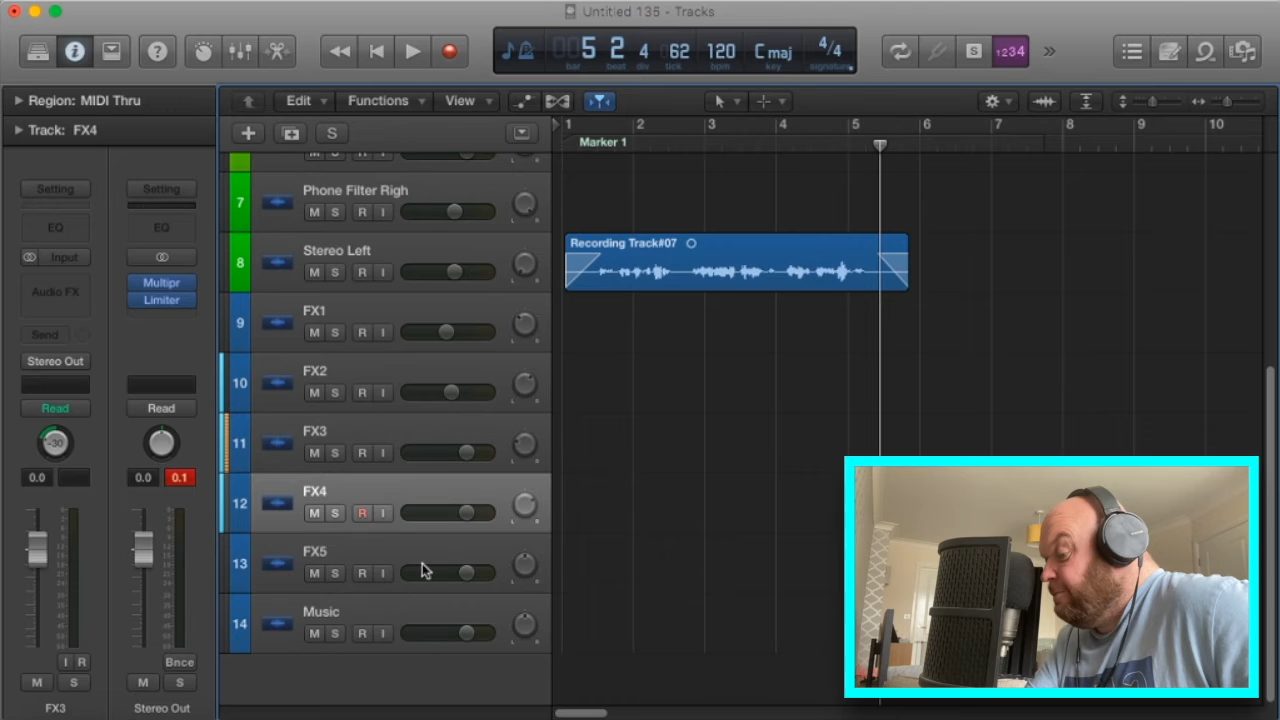 Untitled 135 - Tracks
5 2 4 62 120 C maj 4/4
bar beat div tick bpm key signature
S 1234
Region: MIDI Thru
Track: FX4
Edit Functions View
S
1 2 3 4 5 6 7 8 9 10
Marker 1
Setting Setting
EQ EQ
Input
Audio FX
Multipr
Limiter
Send
Stereo Out
Read Read
-30
0.0 0.0 0.1
I R Bnce
M S M S
FX3 Stereo Out
M S R I
7 Phone Filter Righ
M S R I L R
8 Stereo Left
M S R I L R
Recording Track#07
9 FX1
M S R I L R
10 FX2
M S R I L R
11 FX3
M S R I L R
12 FX4
M S R I L R
13 FX5
M S R I L R
14 Music
M S R I L R